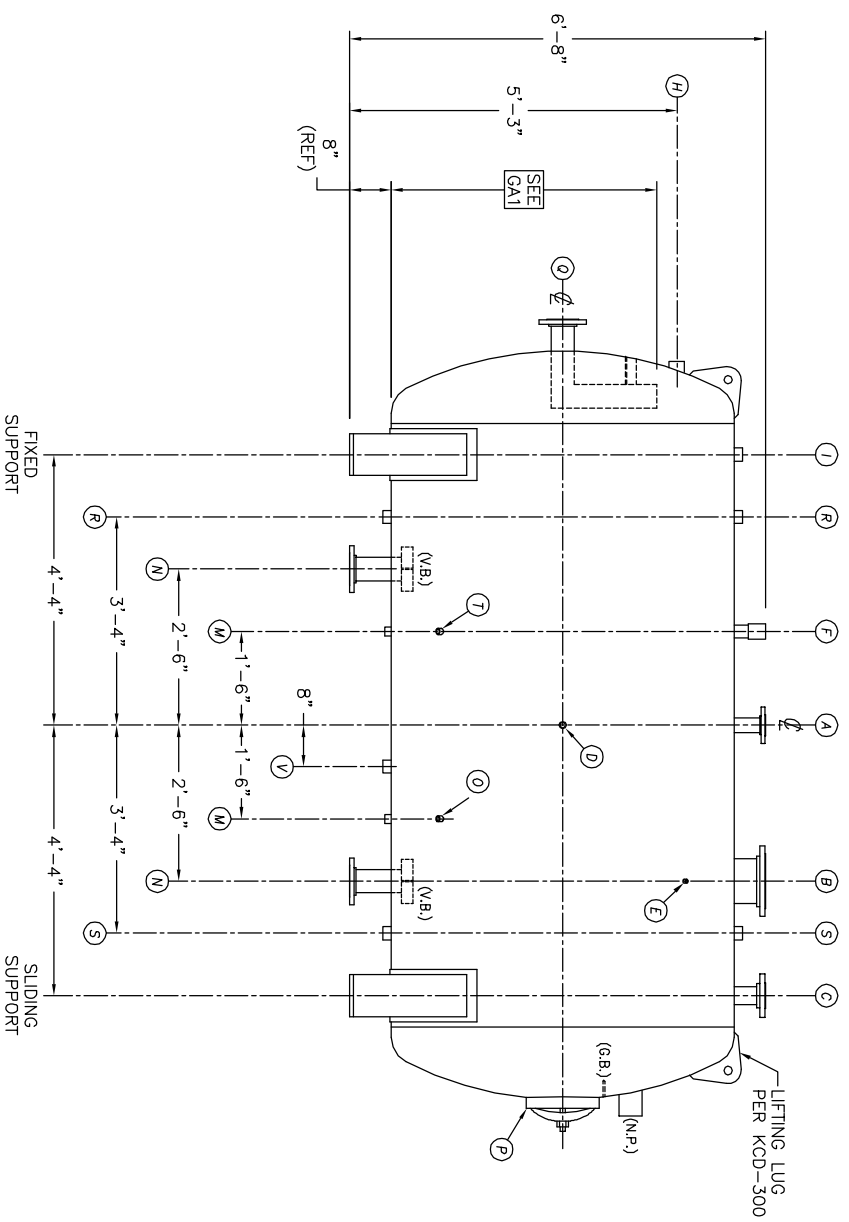 6'-8"
H
5'-3"
8"
(REF)
SEE
GA1
Q
℄
I
R
F
A
℄
B
S
C
LIFTING LUG
PER KCD-300
(V.B.)
T
D
O
E
(V.B.)
(G.B.)
(N.P.)
P
8"
V
M
1'-6"
1'-6"
M
N
2'-6"
2'-6"
N
R
3'-4"
3'-4"
S
4'-4"
4'-4"
FIXED
SUPPORT
SLIDING
SUPPORT